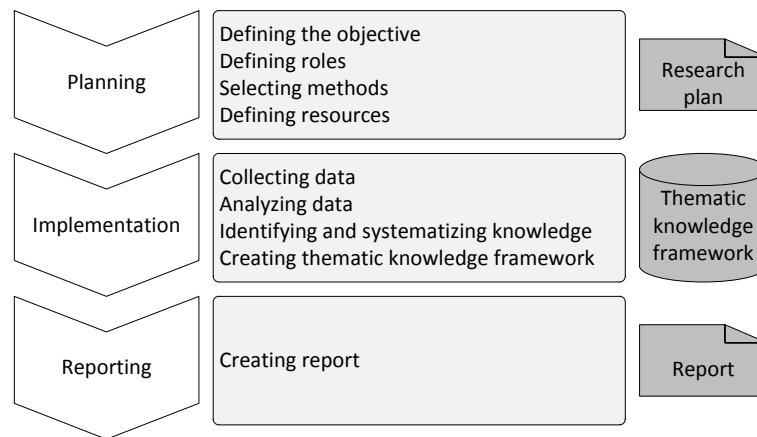 Planning
Defining the objective
Defining roles
Selecting methods
Defining resources
Research
plan
Implementation
Collecting data
Analyzing data
Identifying and systematizing knowledge
Creating thematic knowledge framework
Thematic
knowledge
framework
Reporting
Creating report
Report